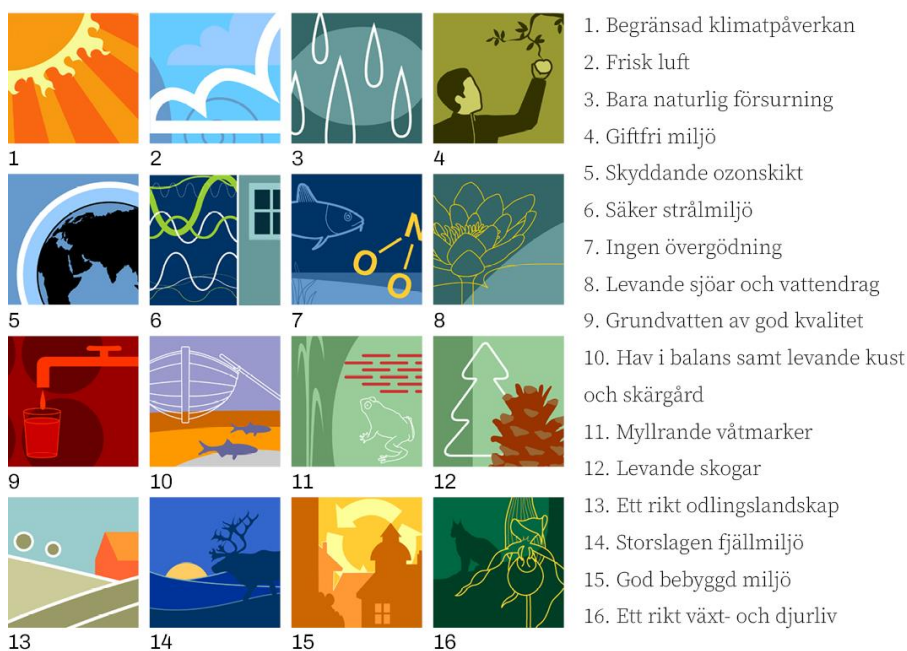 1
2
3
4
5
6
7
N
O
O
8
9
10
11
12
13
14
15
16
1. Begränsad klimatpåverkan
2. Frisk luft
3. Bara naturlig försurning
4. Giftfri miljö
5. Skyddande ozonskikt
6. Säker strålmiljö
7. Ingen övergödning
8. Levande sjöar och vattendrag
9. Grundvatten av god kvalitet
10. Hav i balans samt levande kust
och skärgård
11. Myllrande våtmarker
12. Levande skogar
13. Ett rikt odlingslandskap
14. Storslagen fjällmiljö
15. God bebyggd miljö
16. Ett rikt växt- och djurliv